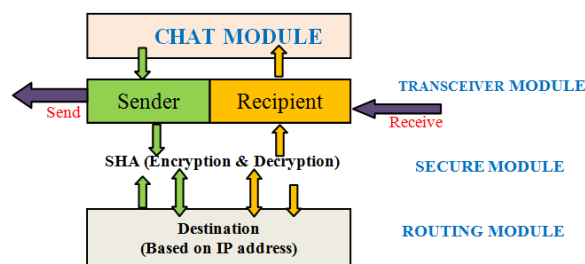 CHAT MODULE
Sender
Recipient
TRANSCEIVER MODULE
Send
Receive
SHA (Encryption & Decryption)
SECURE MODULE
Destination
(Based on IP address)
ROUTING MODULE